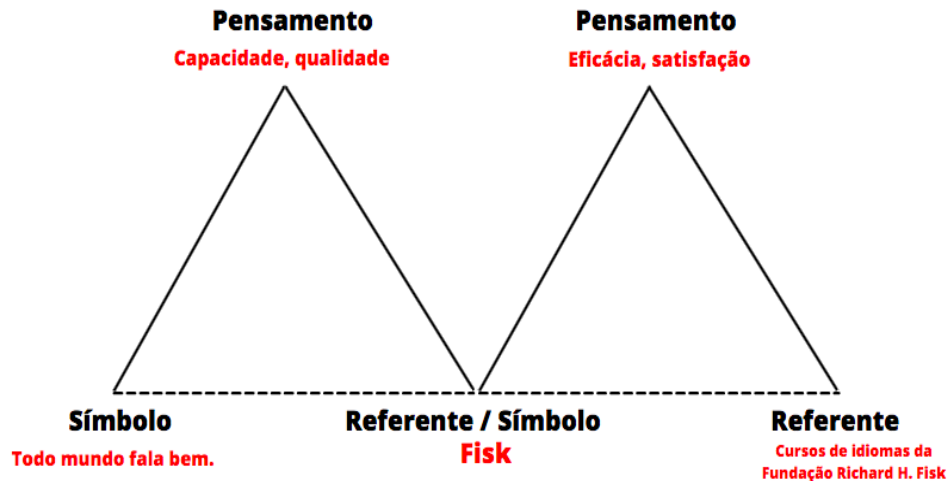 Pensamento
Pensamento
Capacidade, qualidade
Eficácia, satisfação
Símbolo
Referente / Símbolo
Referente
Todo mundo fala bem.
Fisk
Cursos de idiomas da
Fundação Richard H. Fisk